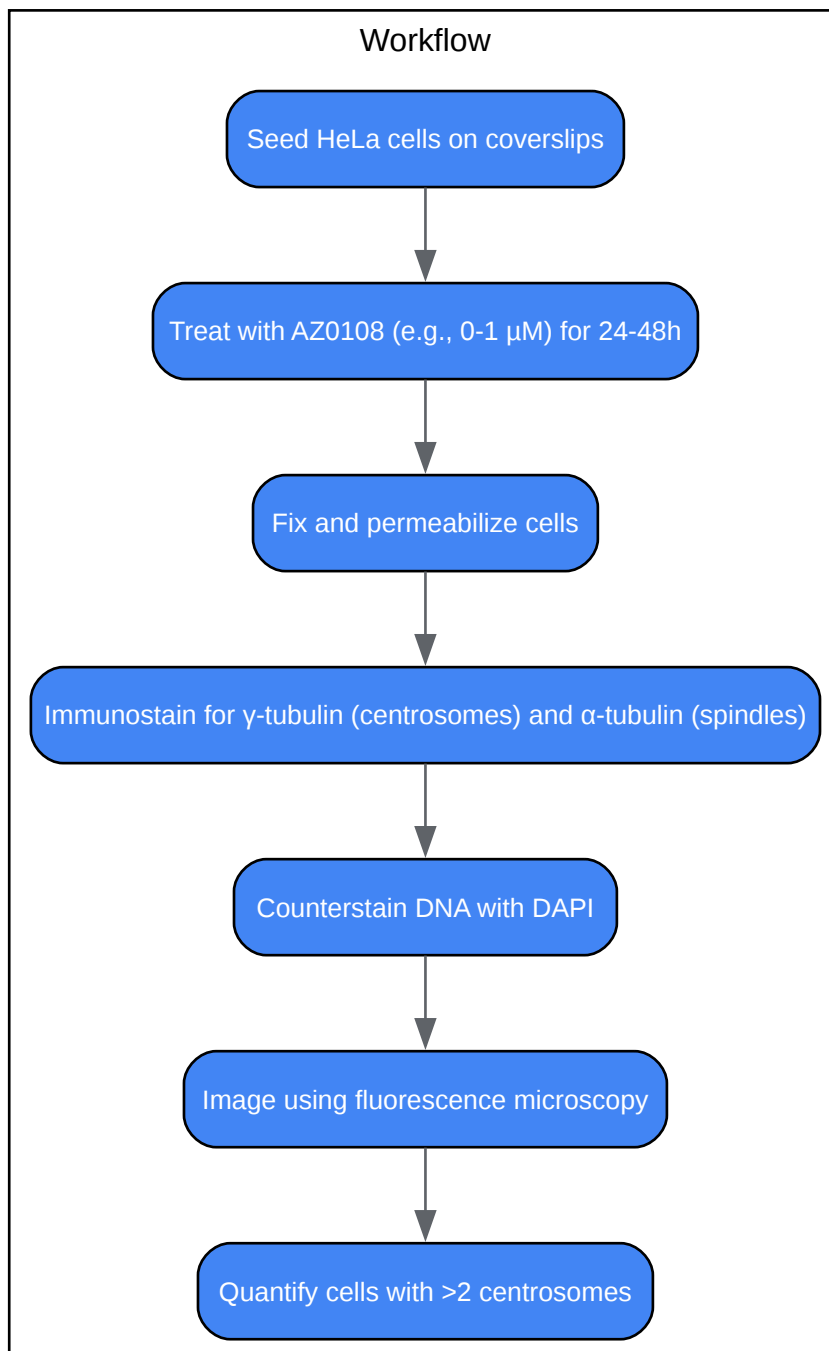 Workflow
Seed HeLa cells on coverslips
Treat with AZ0108 (e.g., 0-1 μM) for 24-48h
Fix and permeabilize cells
Immunostain for γ-tubulin (centrosomes) and α-tubulin (spindles)
Counterstain DNA with DAPI
Image using fluorescence microscopy
Quantify cells with >2 centrosomes